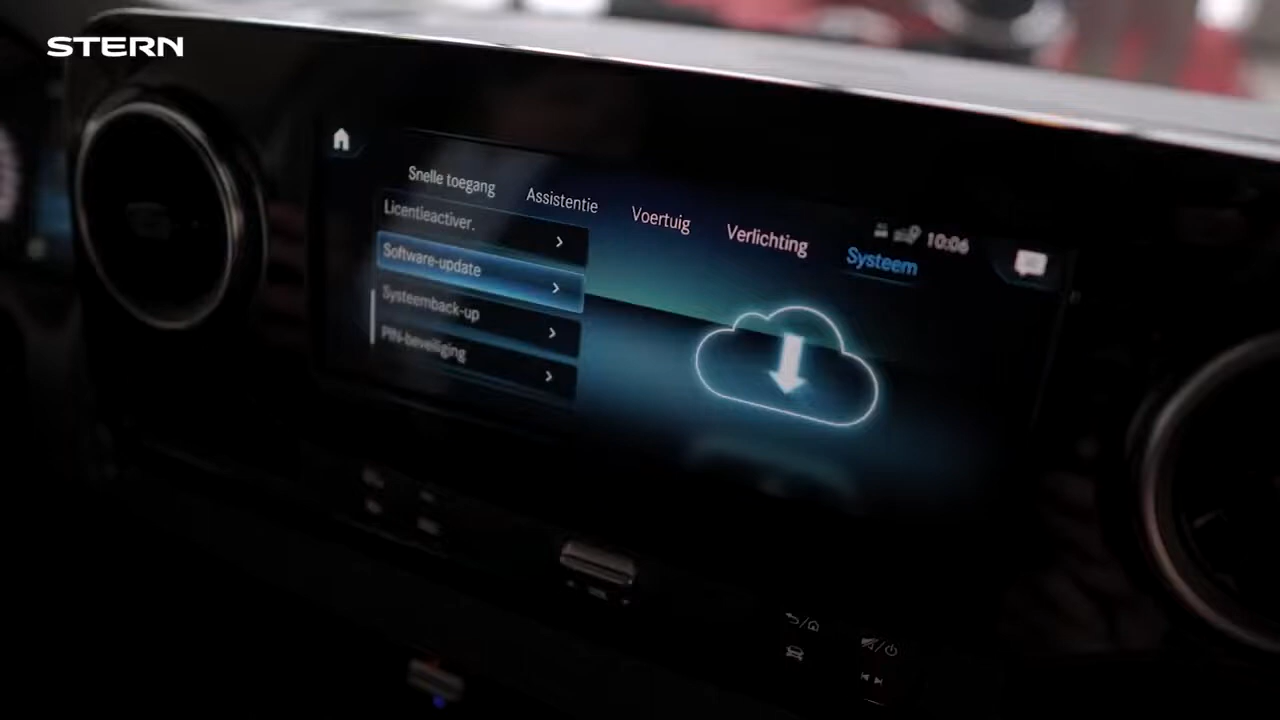 STERN
Snelle toegang
Assistentie
Voertuig
Verlichting
Systeem
10:06
Licentieactiver.
Software-update
Systeemback-up
PIN-beveiliging